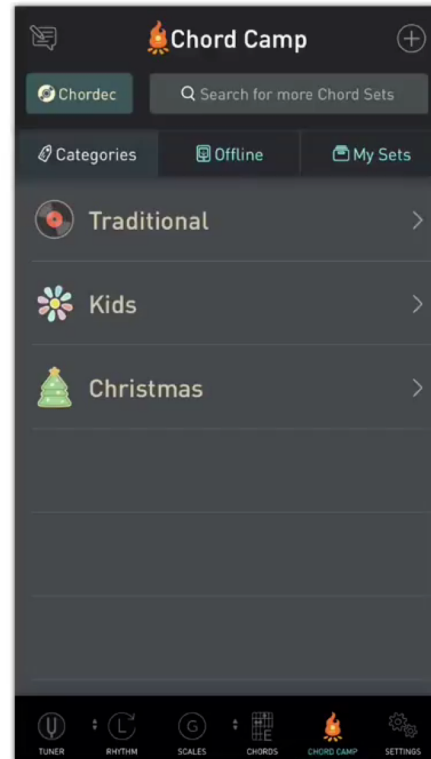 Chord Camp
Chordec
Search for more Chord Sets
Categories Offline My Sets
Traditional
Kids
Christmas
L G E
TUNER RHYTHM SCALES CHORDS CHORD CAMP SETTINGS